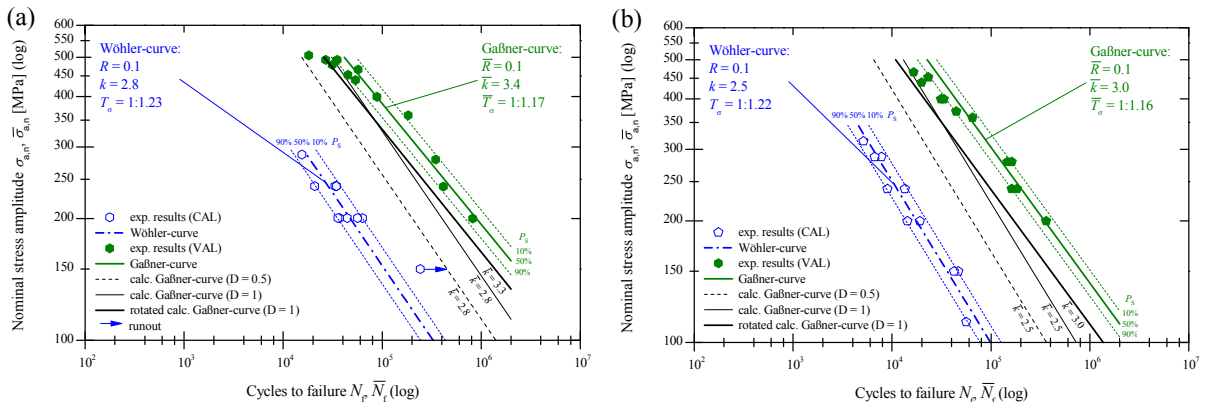 (a)
Nominal stress amplitude σa,n, σ̅a,n [MPa] (log)
600
500
450
400
300
240
200
150
100
Wöhler-curve:
R = 0.1
k = 2.8
Tσ = 1:1.23
Gaßner-curve:
R̅ = 0.1
k̅ = 3.4
T̅σ = 1:1.17
90% 50% 10% PS
exp. results (CAL)
Wöhler-curve
exp. results (VAL)
Gaßner-curve
calc. Gaßner-curve (D = 0.5)
calc. Gaßner-curve (D = 1)
rotated calc. Gaßner-curve (D = 1)
runout
k̅ = 2.8
k̅ = 2.8
k̅ = 3.3
PS
10%
50%
90%
10² 10³ 10⁴ 10⁵ 10⁶ 10⁷
Cycles to failure Nf, N̅f (log)
(b)
Nominal stress amplitude σa,n, σ̅a,n [MPa] (log)
600
500
450
400
300
240
200
150
100
Wöhler-curve:
R = 0.1
k = 2.5
Tσ = 1:1.22
Gaßner-curve:
R̅ = 0.1
k̅ = 3.0
T̅σ = 1:1.16
90% 50% 10% PS
exp. results (CAL)
Wöhler-curve
exp. results (VAL)
Gaßner-curve
calc. Gaßner-curve (D = 0.5)
calc. Gaßner-curve (D = 1)
rotated calc. Gaßner-curve (D = 1)
k̅ = 2.5
k̅ = 2.5
k̅ = 3.0
PS
10%
50%
90%
10² 10³ 10⁴ 10⁵ 10⁶ 10⁷
Cycles to failure Nf, N̅f (log)